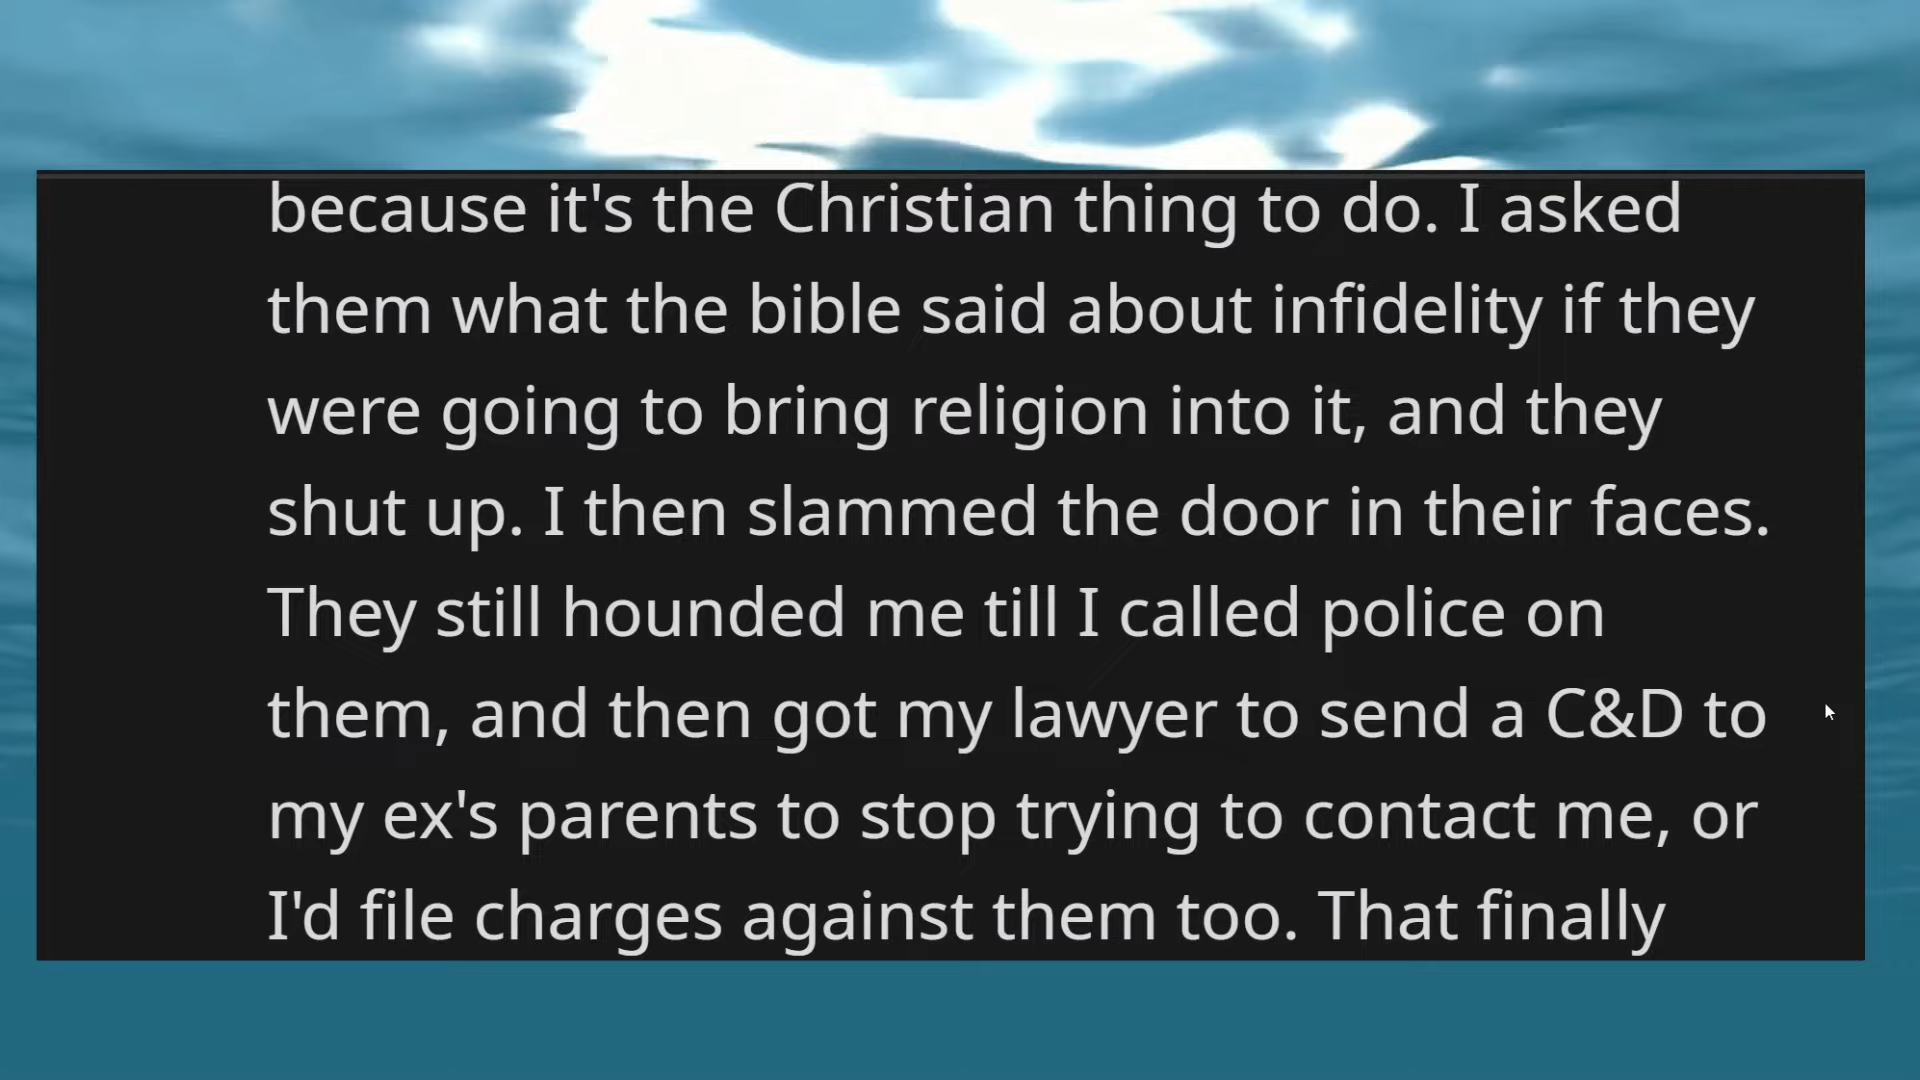 because it's the Christian thing to do. I asked
them what the bible said about infidelity if they
were going to bring religion into it, and they
shut up. I then slammed the door in their faces.
They still hounded me till I called police on
them, and then got my lawyer to send a C&D to
my ex's parents to stop trying to contact me, or
I'd file charges against them too. That finally